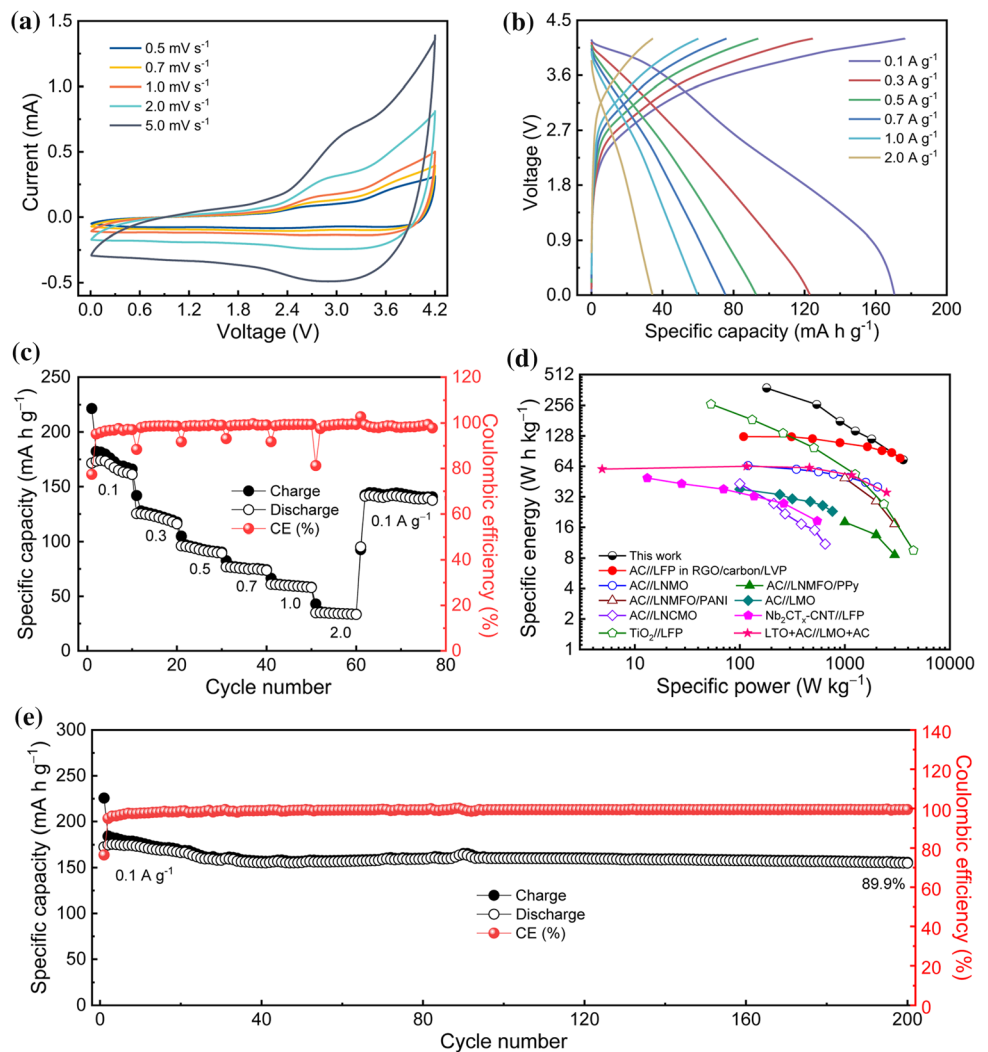 (a)
1.5
1.0
0.5
0.0
-0.5
Current (mA)
0.5 mV s⁻¹
0.7 mV s⁻¹
1.0 mV s⁻¹
2.0 mV s⁻¹
5.0 mV s⁻¹
0.0 0.6 1.2 1.8 2.4 3.0 3.6 4.2
Voltage (V)
(b)
4.5
3.6
2.7
1.8
0.9
0.0
Voltage (V)
0.1 A g⁻¹
0.3 A g⁻¹
0.5 A g⁻¹
0.7 A g⁻¹
1.0 A g⁻¹
2.0 A g⁻¹
0 40 80 120 160 200
Specific capacity (mA h g⁻¹)
(c)
250
200
150
100
50
0
Specific capacity (mA h g⁻¹)
0.1
0.3
0.5
0.7
1.0
2.0
0.1 A g⁻¹
Charge
Discharge
CE (%)
120
100
80
60
40
20
0
Coulombic efficiency (%)
0 20 40 60 80
Cycle number
(d)
512
256
128
64
32
16
8
4
2
1
Specific energy (W h kg⁻¹)
This work
AC//LFP in RGO/carbon/LVP
AC//LNMO AC//LNMFO/PPy
AC//LNMFO/PANI AC//LMO
AC//LNCMO Nb₂CTₓ-CNT//LFP
TiO₂//LFP LTO+AC//LMO+AC
10 100 1000 10000
Specific power (W kg⁻¹)
(e)
300
250
200
150
100
50
0
Specific capacity (mA h g⁻¹)
0.1 A g⁻¹
89.9%
Charge
Discharge
CE (%)
140
120
100
80
60
40
20
0
Coulombic efficiency (%)
0 40 80 120 160 200
Cycle number